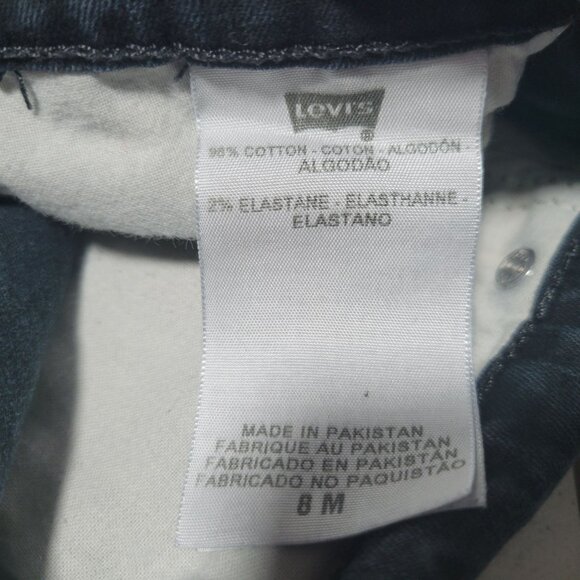 Levi's
®
98% COTTON - COTON - ALGODÓN -
ALGODÃO
2% ELASTANE - ELASTHANNE -
ELASTANO
MADE IN PAKISTAN
FABRIQUE AU PAKISTAN
FABRICADO EN PAKISTÁN
FABRICADO NO PAQUISTÃO
8 M